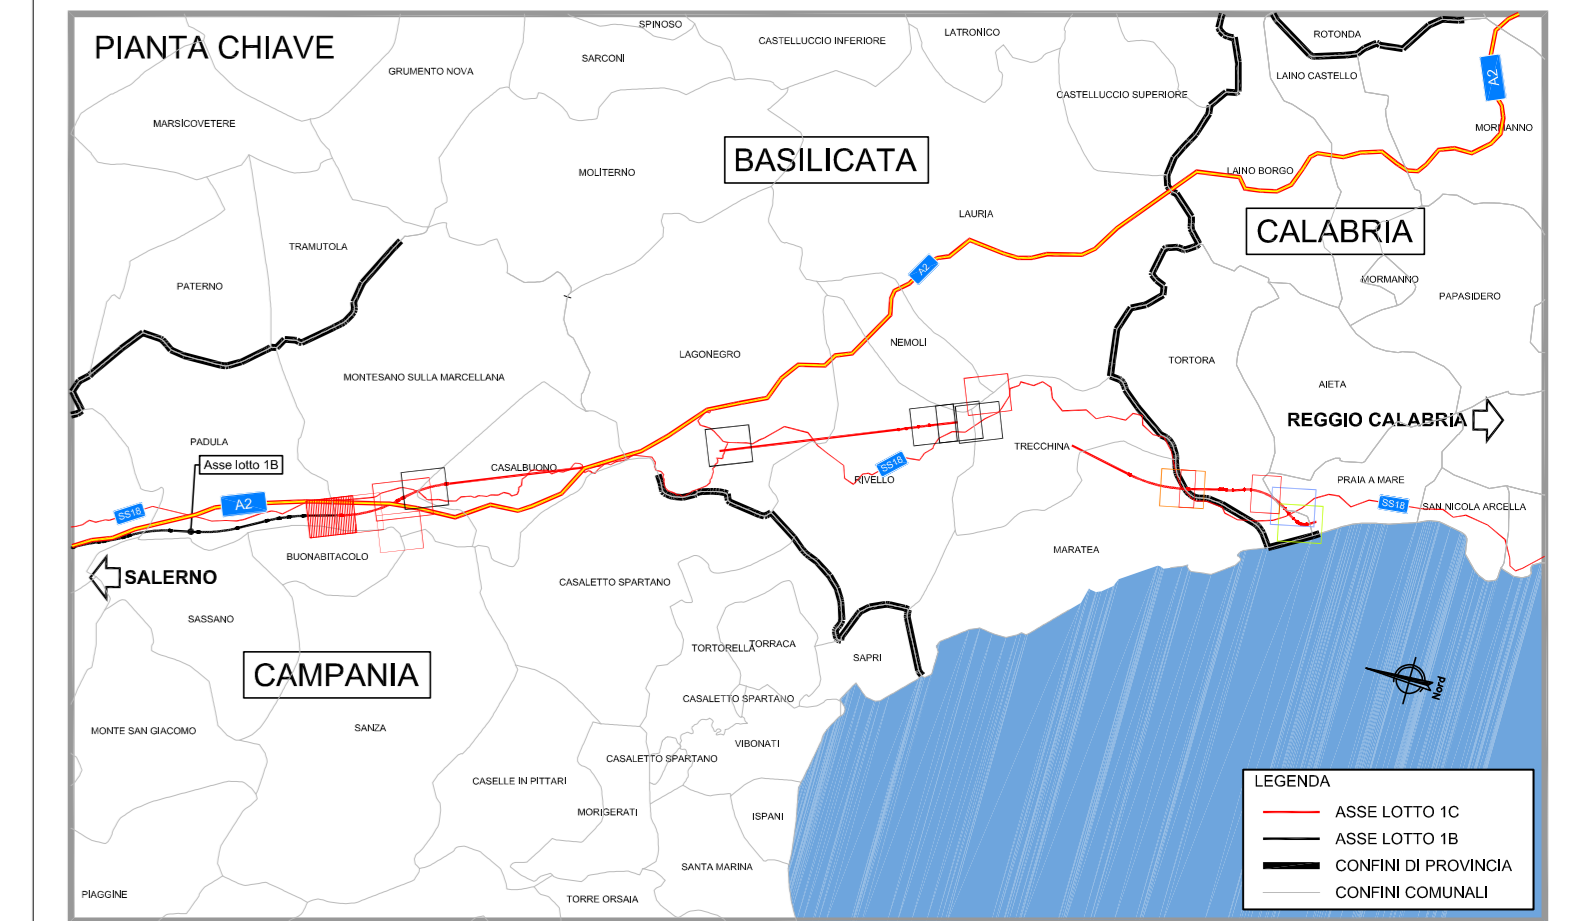 PIANTA CHIAVE
SPINOSO
CASTELLUCCIO INFERIORE
LATRONICO
ROTONDA
SARCONI
GRUMENTO NOVA
LAINO CASTELLO
A2
CASTELLUCCIO SUPERIORE
MARSICOVETERE
MORMANNO
BASILICATA
MOLITERNO
LAINO BORGO
LAURIA
CALABRIA
TRAMUTOLA
A2
MORMANNO
PATERNO
PAPASIDERO
NEMOLI
LAGONEGRO
TORTORA
MONTESANO SULLA MARCELLANA
AIETA
REGGIO CALABRIA
PADULA
TRECCHINA
Asse lotto 1B
CASALBUONO
SS18
RIVELLO
PRAIA A MARE
A2
SS18
SAN NICOLA ARCELLA
SS18
BUONABITACOLO
MARATEA
SALERNO
CASALETTO SPARTANO
SASSANO
TORTORELLA
TORRACA
SAPRI
CAMPANIA
Nord
CASALETTO SPARTANO
MONTE SAN GIACOMO
SANZA
VIBONATI
CASALETTO SPARTANO
CASELLE IN PITTARI
MORIGERATI
ISPANI
SANTA MARINA
PIAGGINE
TORRE ORSAIA
LEGENDA
ASSE LOTTO 1C
ASSE LOTTO 1B
CONFINI DI PROVINCIA
CONFINI COMUNALI